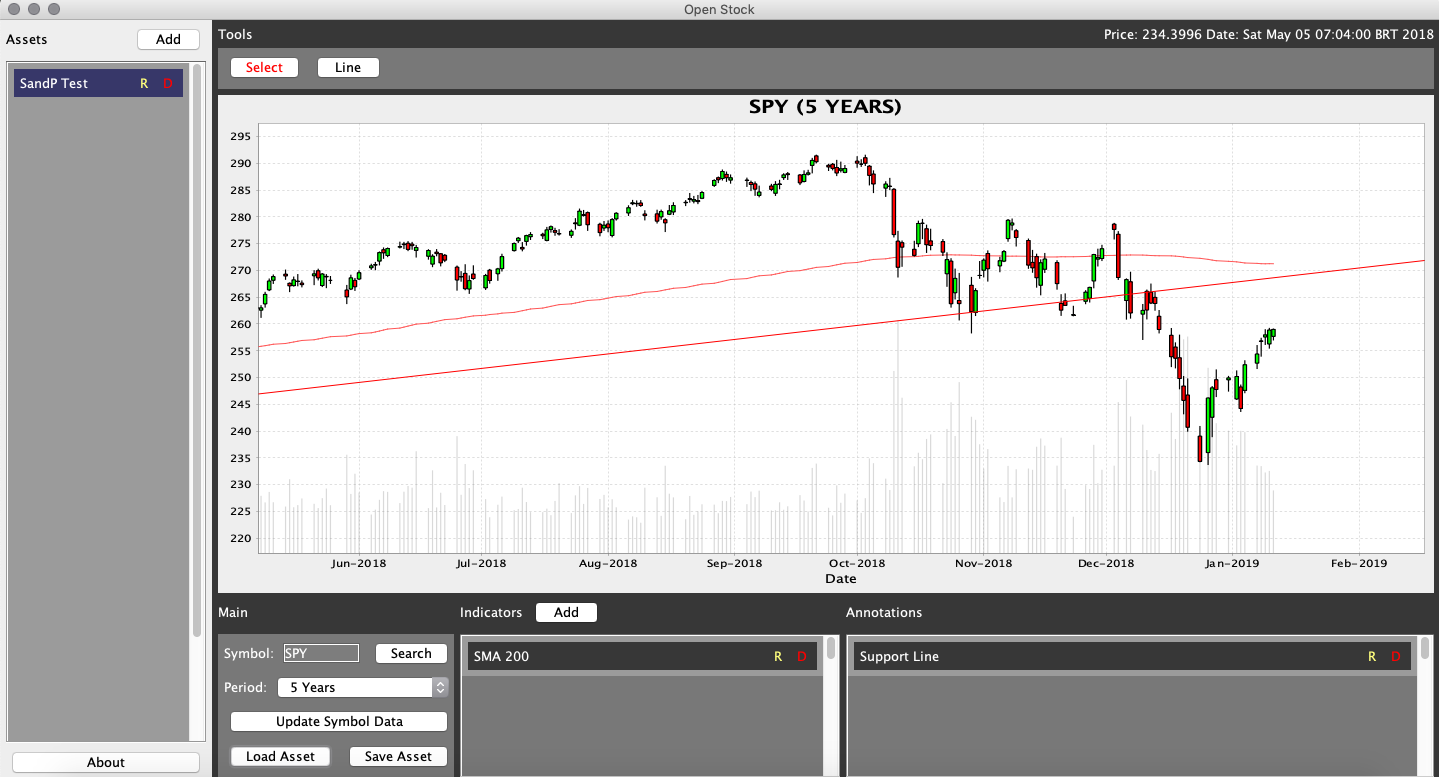 Open Stock
Assets Add
SandP Test R D
About
Tools Price: 234.3996 Date: Sat May 05 07:04:00 BRT 2018
Select Line
SPY (5 YEARS)
295
290
285
280
275
270
265
260
255
250
245
240
235
230
225
220
Jun-2018 Jul-2018 Aug-2018 Sep-2018 Oct-2018 Nov-2018 Dec-2018 Jan-2019 Feb-2019
Date
Main
Symbol: SPY Search
Period: 5 Years
Update Symbol Data
Load Asset Save Asset
Indicators Add
SMA 200 R D
Annotations
Support Line R D